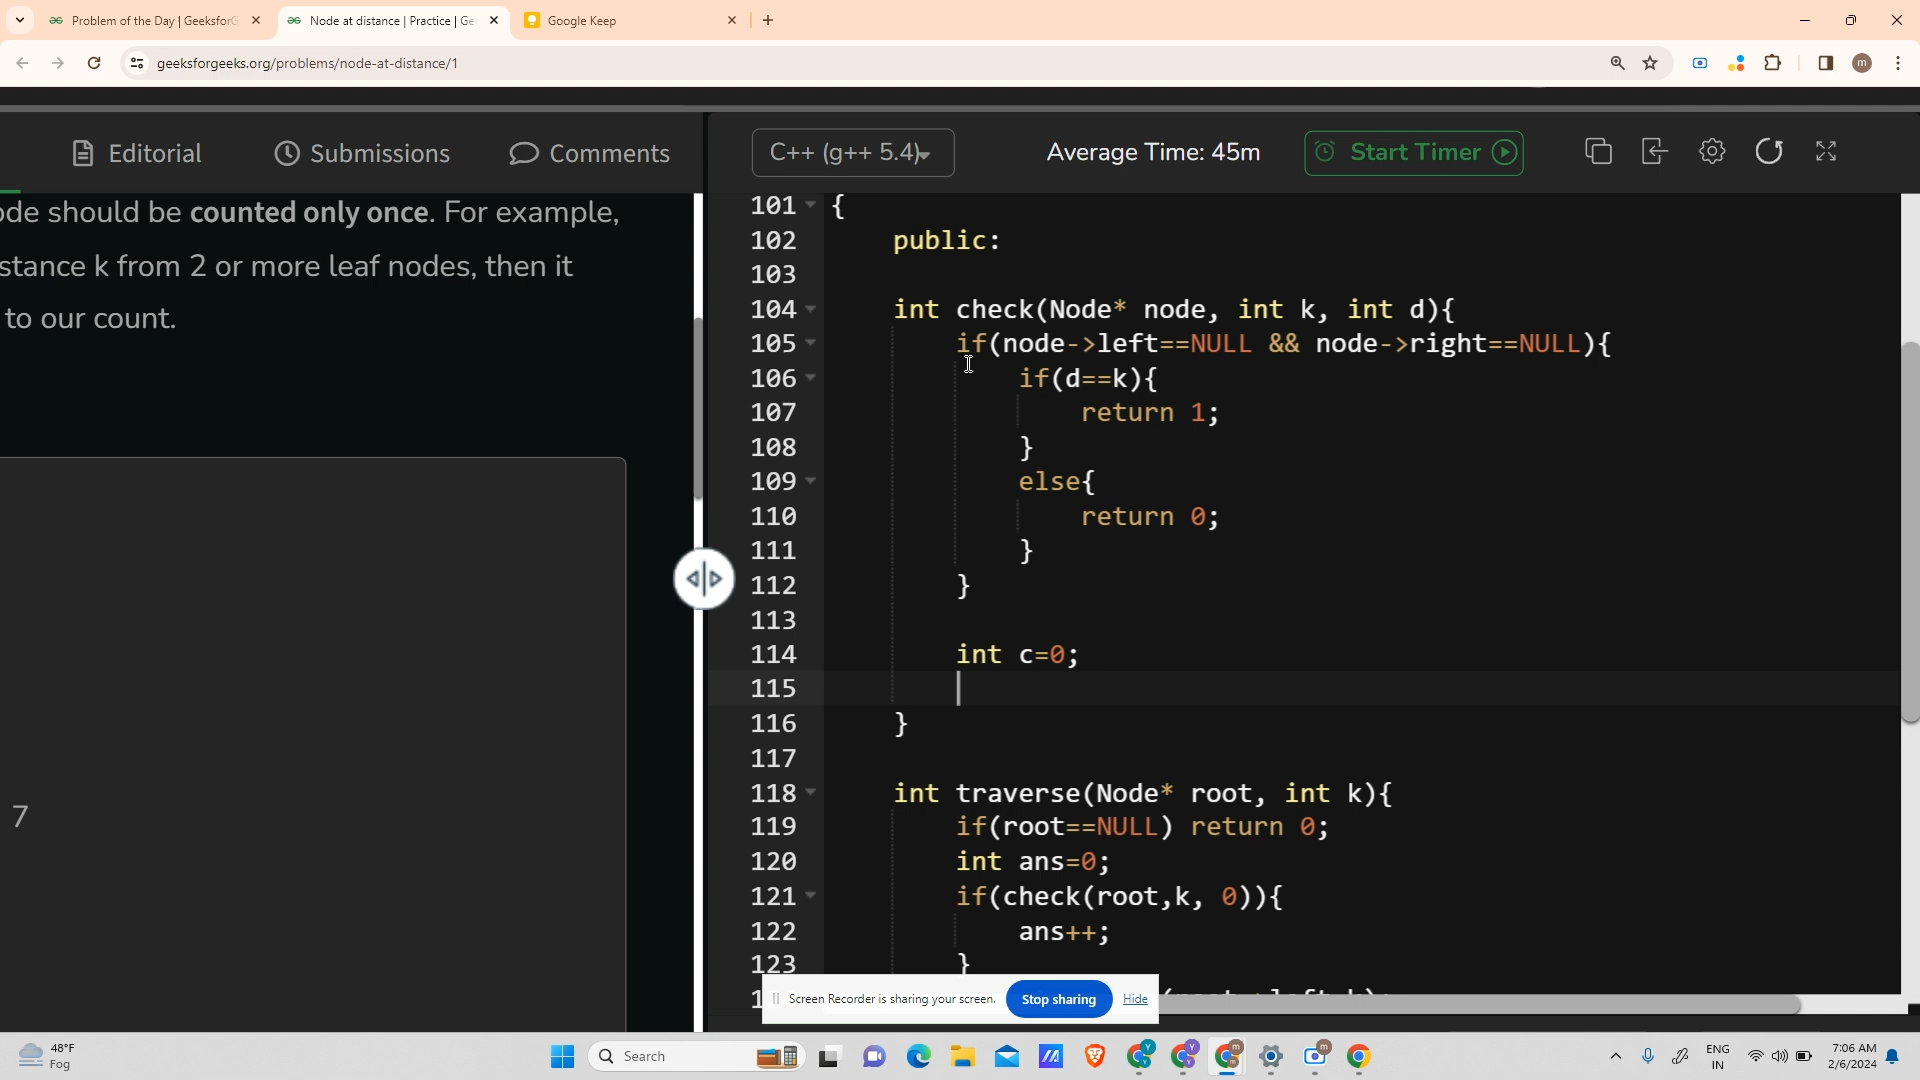 Problem of the Day | GeeksforG
Node at distance | Practice | Ge
Google Keep
geeksforgeeks.org/problems/node-at-distance/1
Editorial
Submissions
Comments
C++ (g++ 5.4)
Average Time: 45m
Start Timer
ode should be counted only once. For example,
stance k from 2 or more leaf nodes, then it
to our count.
7
101 {
102     public:
103
104     int check(Node* node, int k, int d){
105         if(node->left==NULL && node->right==NULL){
106             if(d==k){
107                 return 1;
108             }
109             else{
110                 return 0;
111             }
112         }
113
114         int c=0;
115
116     }
117
118     int traverse(Node* root, int k){
119         if(root==NULL) return 0;
120         int ans=0;
121         if(check(root,k, 0)){
122             ans++;
123         }
Screen Recorder is sharing your screen.
Stop sharing
Hide
48°F
Fog
Search
ENG
IN
7:06 AM
2/6/2024